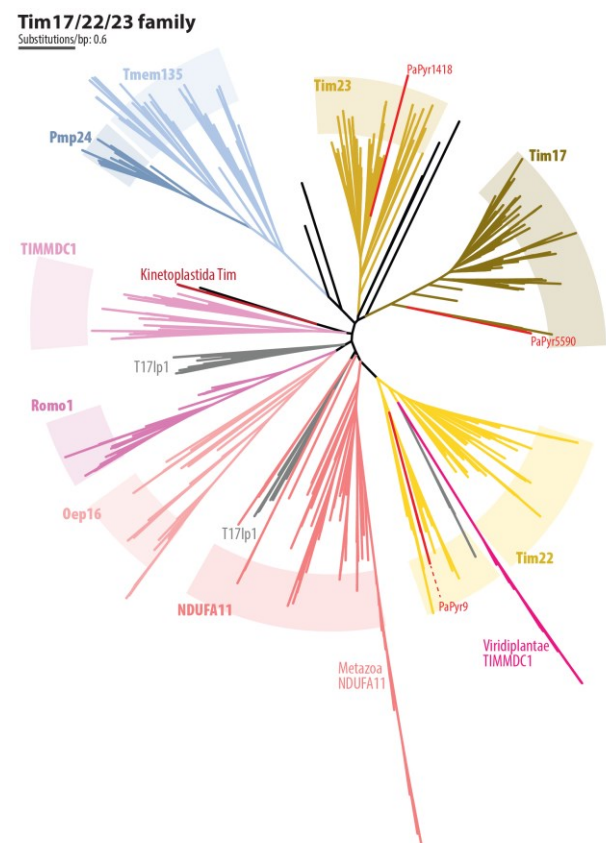 Tim17/22/23 family
Substitutions/bp: 0.6
Tmem135
Tim23
PaPyr1418
Pmp24
Tim17
TIMMDC1
Kinetoplastida Tim
PaPyr5590
T17lp1
Romo1
Oep16
T17lp1
Tim22
NDUFA11
PaPyr9
Viridiplantae
TIMMDC1
Metazoa
NDUFA11